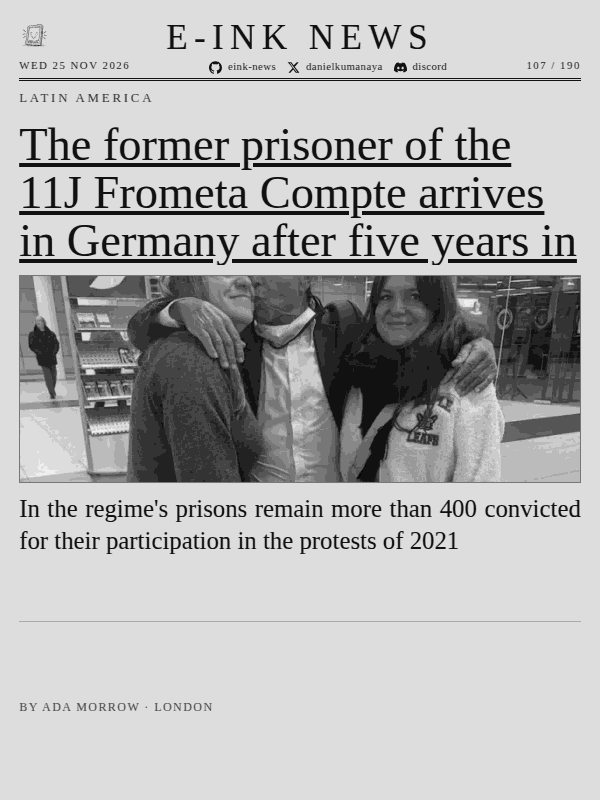 E-INK NEWS
WED 25 NOV 2026
eink-news
danielkumanaya
discord
107 / 190
LATIN AMERICA
The former prisoner of the
11J Frometa Compte arrives
in Germany after five years in
LEAFS
In the regime's prisons remain more than 400 convicted
for their participation in the protests of 2021
BY ADA MORROW · LONDON